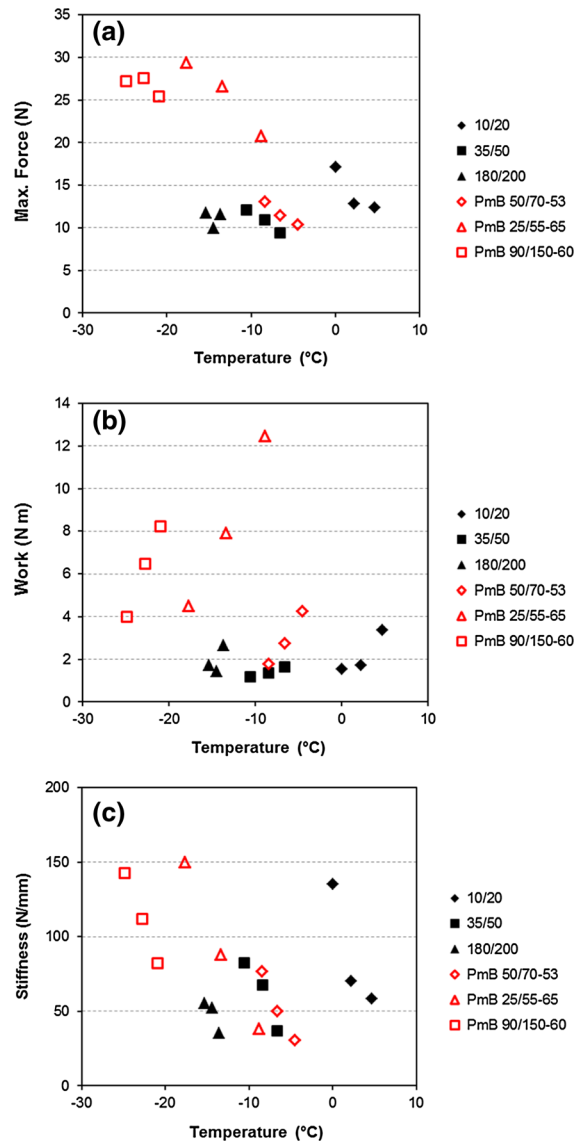 (a)
Max. Force (N)
35
30
25
20
15
10
5
0
-30 -20 -10 0 10
Temperature (°C)
10/20
35/50
180/200
PmB 50/70-53
PmB 25/55-65
PmB 90/150-60
(b)
Work (N m)
14
12
10
8
6
4
2
0
-30 -20 -10 0 10
Temperature (°C)
10/20
35/50
180/200
PmB 50/70-53
PmB 25/55-65
PmB 90/150-60
(c)
Stiffness (N/mm)
200
150
100
50
0
-30 -20 -10 0 10
Temperature (°C)
10/20
35/50
180/200
PmB 50/70-53
PmB 25/55-65
PmB 90/150-60